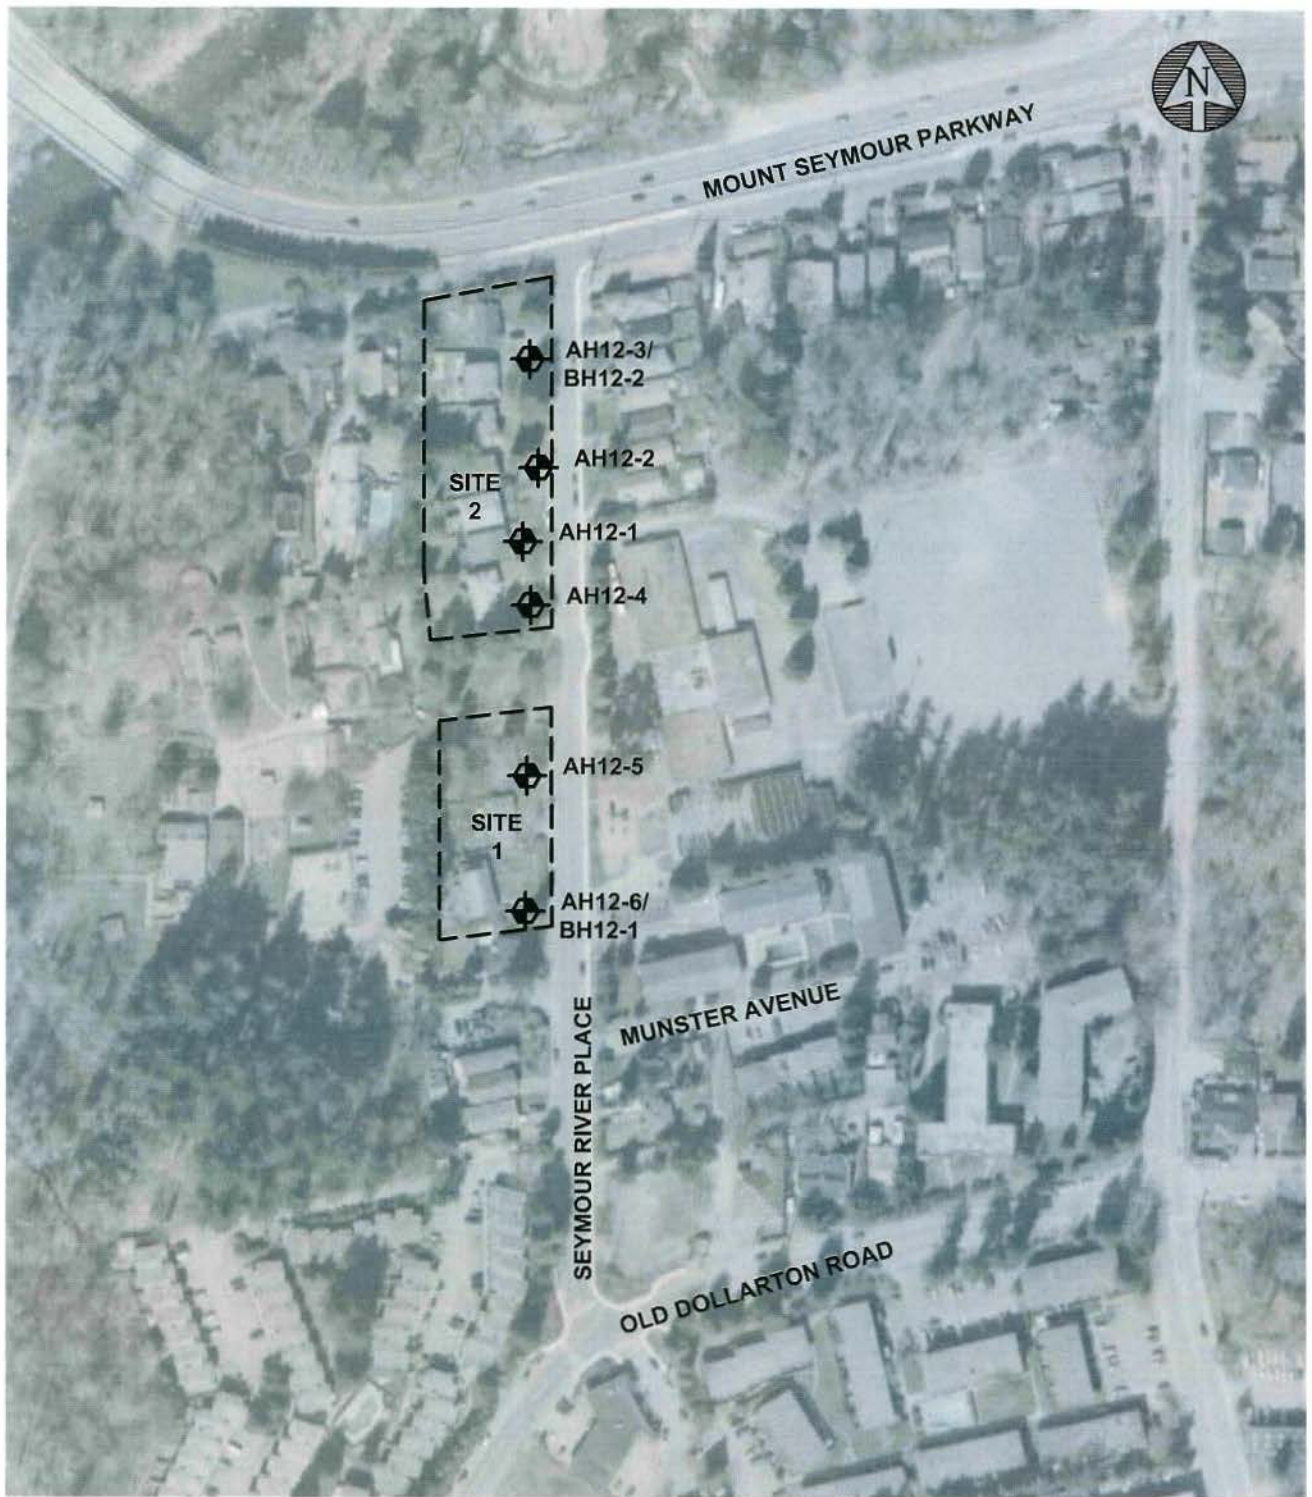 N
MOUNT SEYMOUR PARKWAY
AH12-3/
BH12-2
AH12-2
SITE
2
AH12-1
AH12-4
AH12-5
SITE
1
AH12-6/
BH12-1
MUNSTER AVENUE
SEYMOUR RIVER PLACE
OLD DOLLARTON ROAD